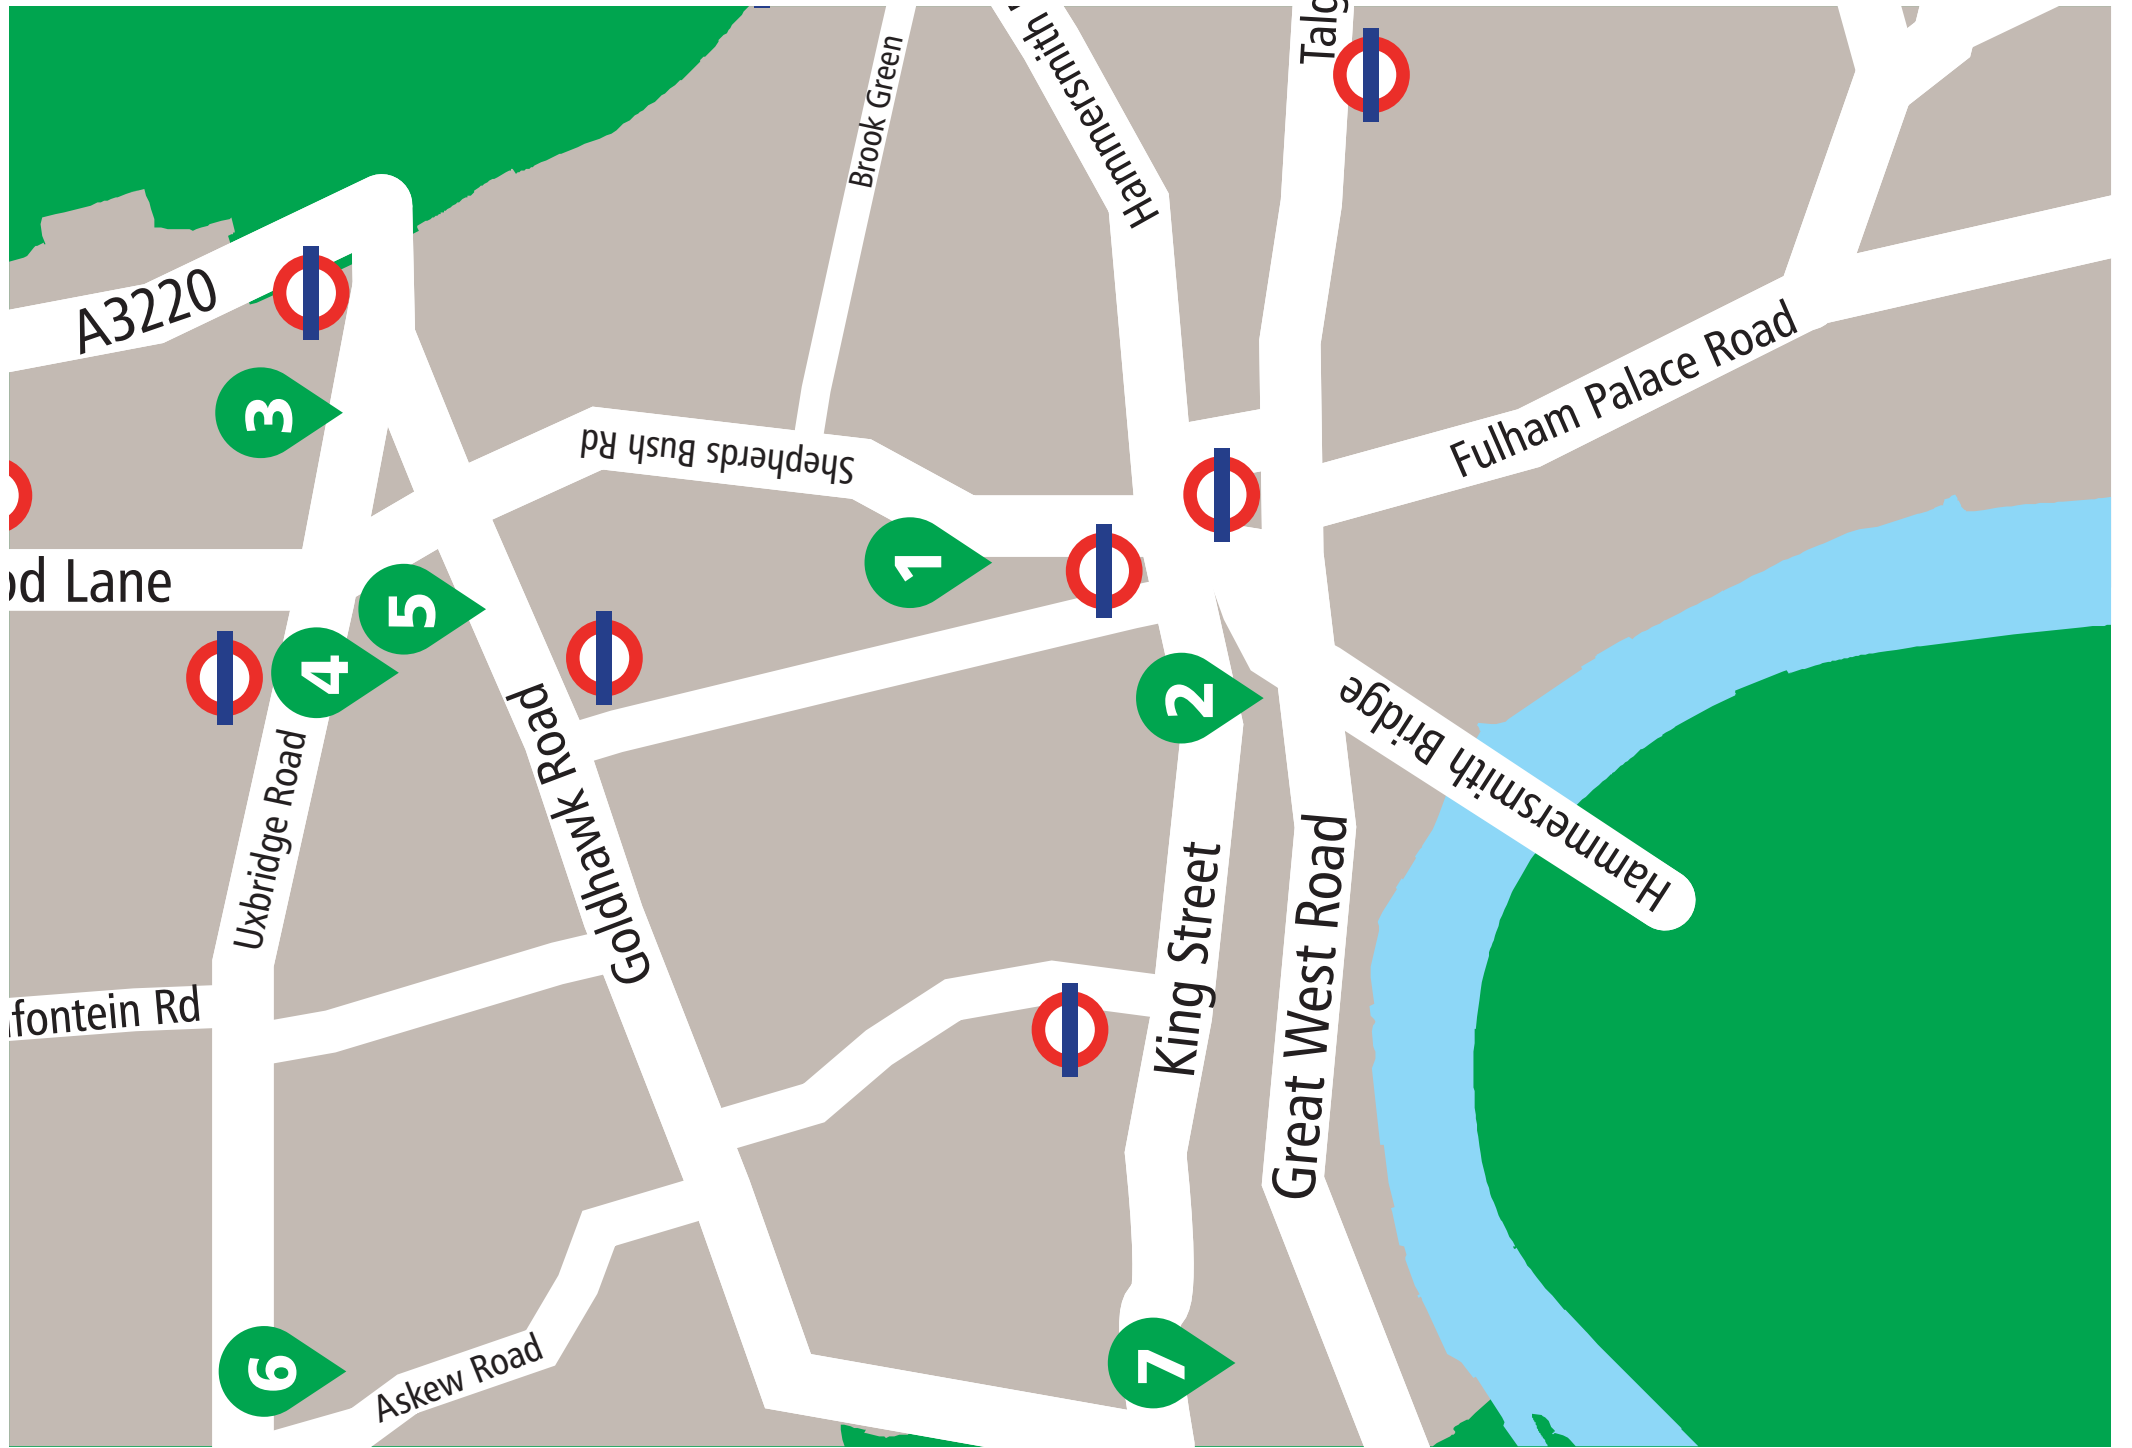 Talg
Hammersmith
Brook Green
A3220
3
Shepherds Bush Rd
Fulham Palace Road
1
od Lane
5
4
2
Hammersmith Bridge
Goldhawk Road
Uxbridge Road
King Street
Great West Road
fontein Rd
6
Askew Road
7